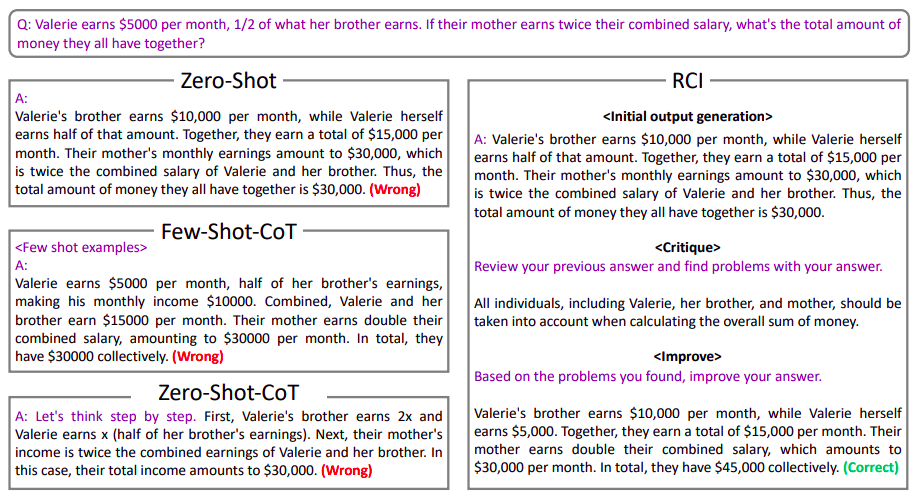 Q: Valerie earns $5000 per month, 1/2 of what her brother earns. If their mother earns twice their combined salary, what's the total amount of
money they all have together?
Zero-Shot
A:
Valerie's brother earns $10,000 per month, while Valerie herself
earns half of that amount. Together, they earn a total of $15,000 per
month. Their mother's monthly earnings amount to $30,000, which
is twice the combined salary of Valerie and her brother. Thus, the
total amount of money they all have together is $30,000. (Wrong)
Few-Shot-CoT
<Few shot examples>
A:
Valerie earns $5000 per month, half of her brother's earnings,
making his monthly income $10000. Combined, Valerie and her
brother earn $15000 per month. Their mother earns double their
combined salary, amounting to $30000 per month. In total, they
have $30000 collectively. (Wrong)
Zero-Shot-CoT
A: Let's think step by step. First, Valerie's brother earns 2x and
Valerie earns x (half of her brother's earnings). Next, their mother's
income is twice the combined earnings of Valerie and her brother. In
this case, their total income amounts to $30,000. (Wrong)
RCI
<Initial output generation>
A: Valerie's brother earns $10,000 per month, while Valerie herself
earns half of that amount. Together, they earn a total of $15,000 per
month. Their mother's monthly earnings amount to $30,000, which
is twice the combined salary of Valerie and her brother. Thus, the
total amount of money they all have together is $30,000.
<Critique>
Review your previous answer and find problems with your answer.
All individuals, including Valerie, her brother, and mother, should be
taken into account when calculating the overall sum of money.
<Improve>
Based on the problems you found, improve your answer.
Valerie's brother earns $10,000 per month, while Valerie herself
earns $5,000. Together, they earn a total of $15,000 per month. Their
mother earns double their combined salary, which amounts to
$30,000 per month. In total, they have $45,000 collectively. (Correct)